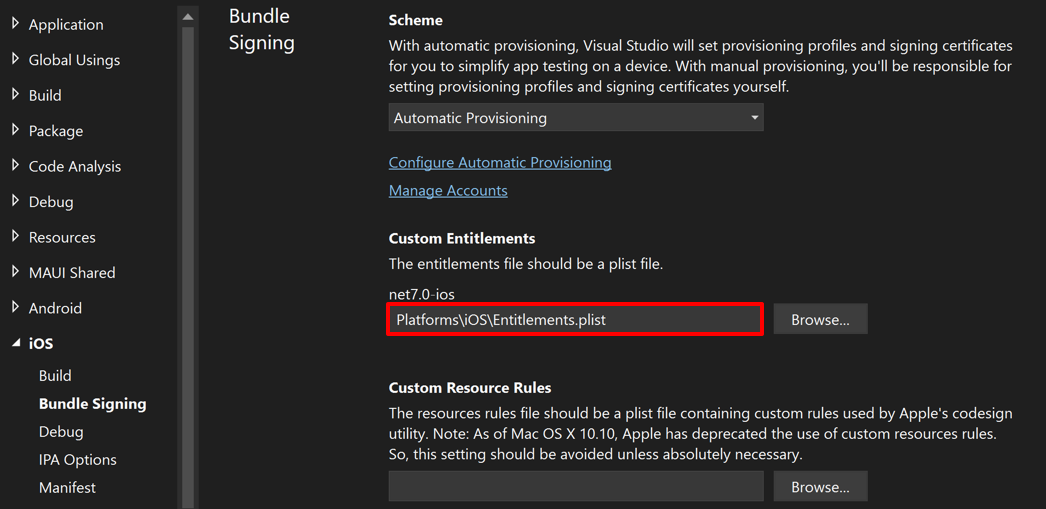 Application
Global Usings
Build
Package
Code Analysis
Debug
Resources
MAUI Shared
Android
iOS
Build
Bundle Signing
Debug
IPA Options
Manifest
Bundle
Signing
Scheme
With automatic provisioning, Visual Studio will set provisioning profiles and signing certificates
for you to simplify app testing on a device. With manual provisioning, you'll be responsible for
setting provisioning profiles and signing certificates yourself.
Automatic Provisioning
Configure Automatic Provisioning
Manage Accounts
Custom Entitlements
The entitlements file should be a plist file.
net7.0-ios
Platforms\iOS\Entitlements.plist
Browse...
Custom Resource Rules
The resources rules file should be a plist file containing custom rules used by Apple's codesign
utility. Note: As of Mac OS X 10.10, Apple has deprecated the use of custom resources rules.
So, this setting should be avoided unless absolutely necessary.
Browse...